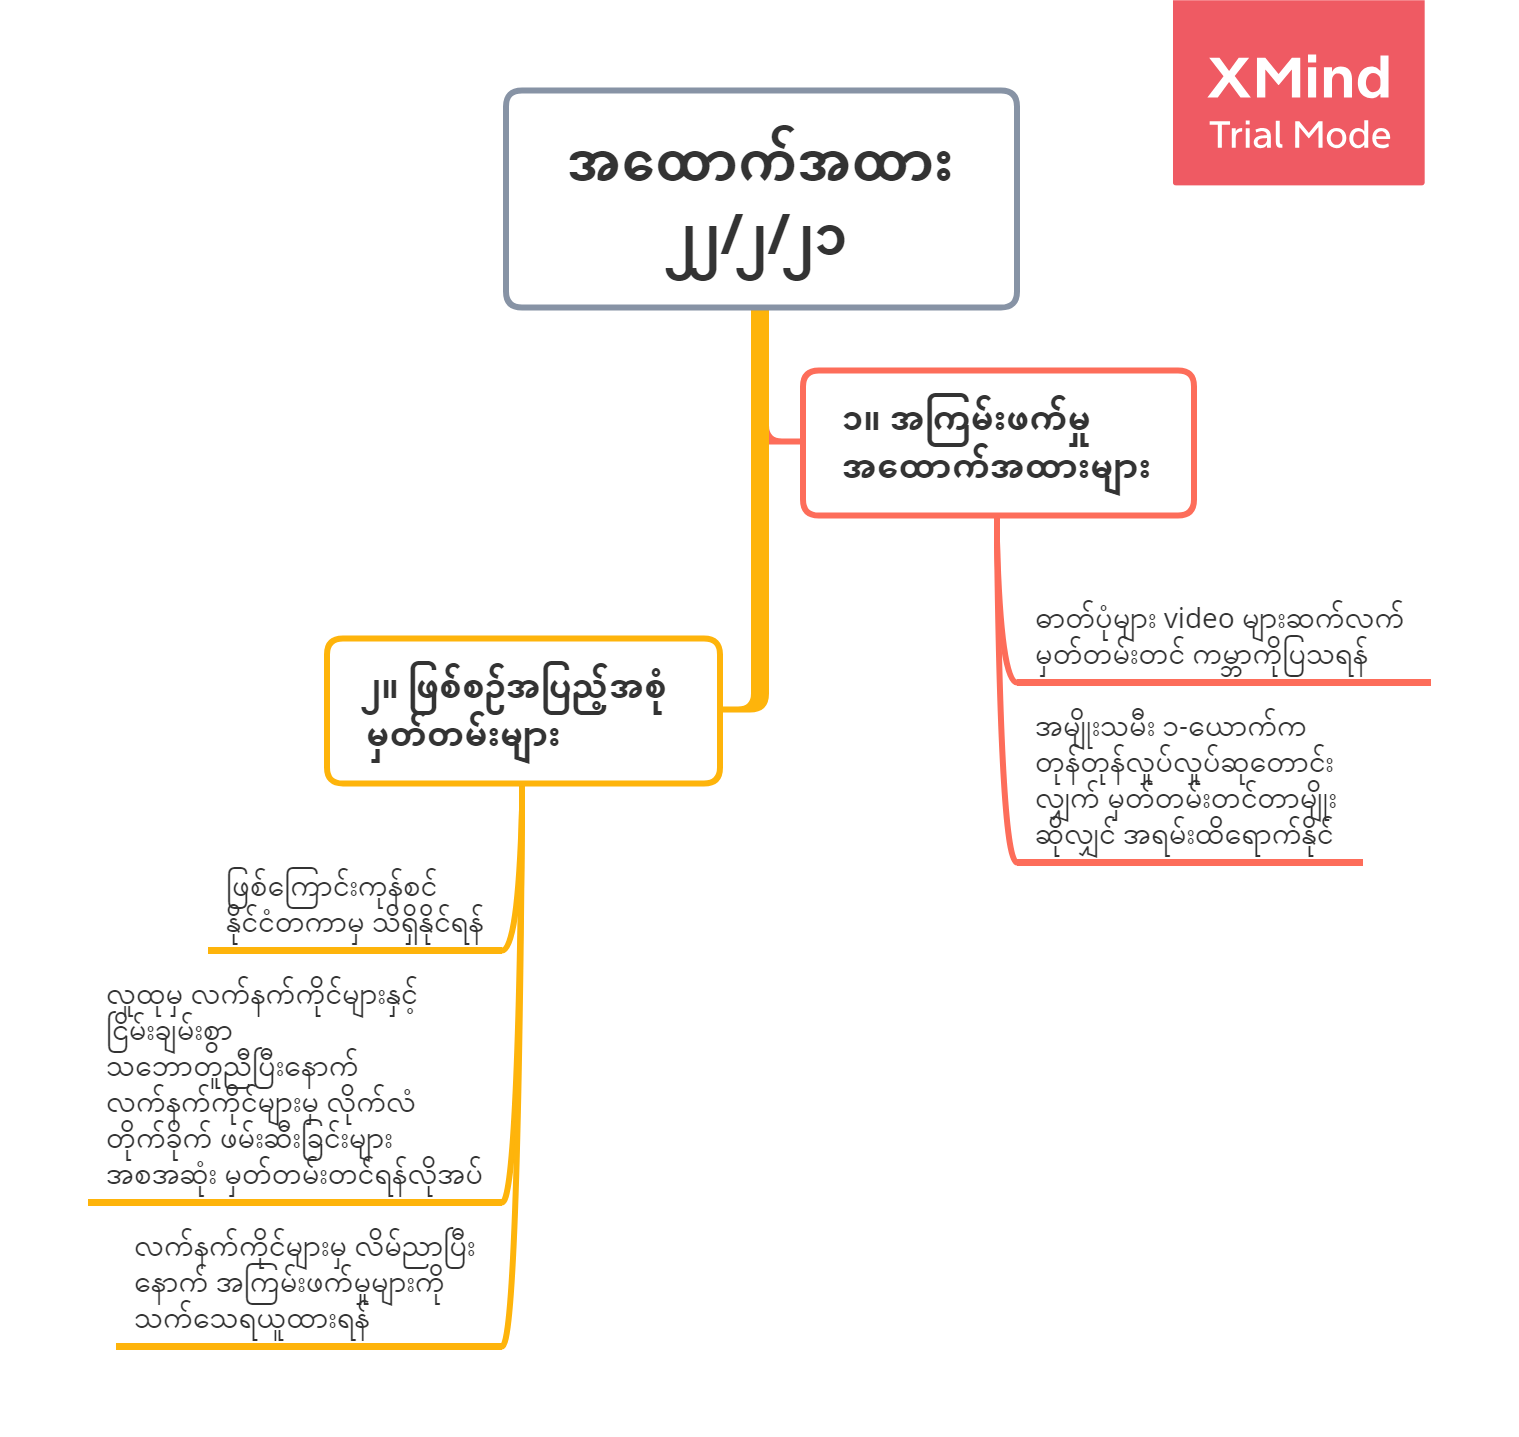 XMind
Trial Mode
အထောက်အထား
၂၂/၂/၂၁
၁။ အကြမ်းဖက်မှု
အထောက်အထားများ
ဓာတ်ပုံများ video များဆက်လက်
မှတ်တမ်းတင် ကမ္ဘာကိုပြသရန်
အမျိုးသမီး ၁-ယောက်က
တုန်တုန်လှုပ်လှုပ်ဆုတောင်း
လျှက် မှတ်တမ်းတင်တာမျိုး
ဆိုလျှင် အရမ်းထိရောက်နိုင်
၂။ ဖြစ်စဉ်အပြည့်အစုံ
မှတ်တမ်းများ
ဖြစ်ကြောင်းကုန်စင်
နိုင်ငံတကာမှ သိရှိနိုင်ရန်
လူထုမှ လက်နက်ကိုင်များနှင့်
ငြိမ်းချမ်းစွာ
သဘောတူညီပြီးနောက်
လက်နက်ကိုင်များမှ လိုက်လံ
တိုက်ခိုက် ဖမ်းဆီးခြင်းများ
အစအဆုံး မှတ်တမ်းတင်ရန်လိုအပ်
လက်နက်ကိုင်များမှ လိမ်ညာပြီး
နောက် အကြမ်းဖက်မှုများကို
သက်သေရယူထားရန်